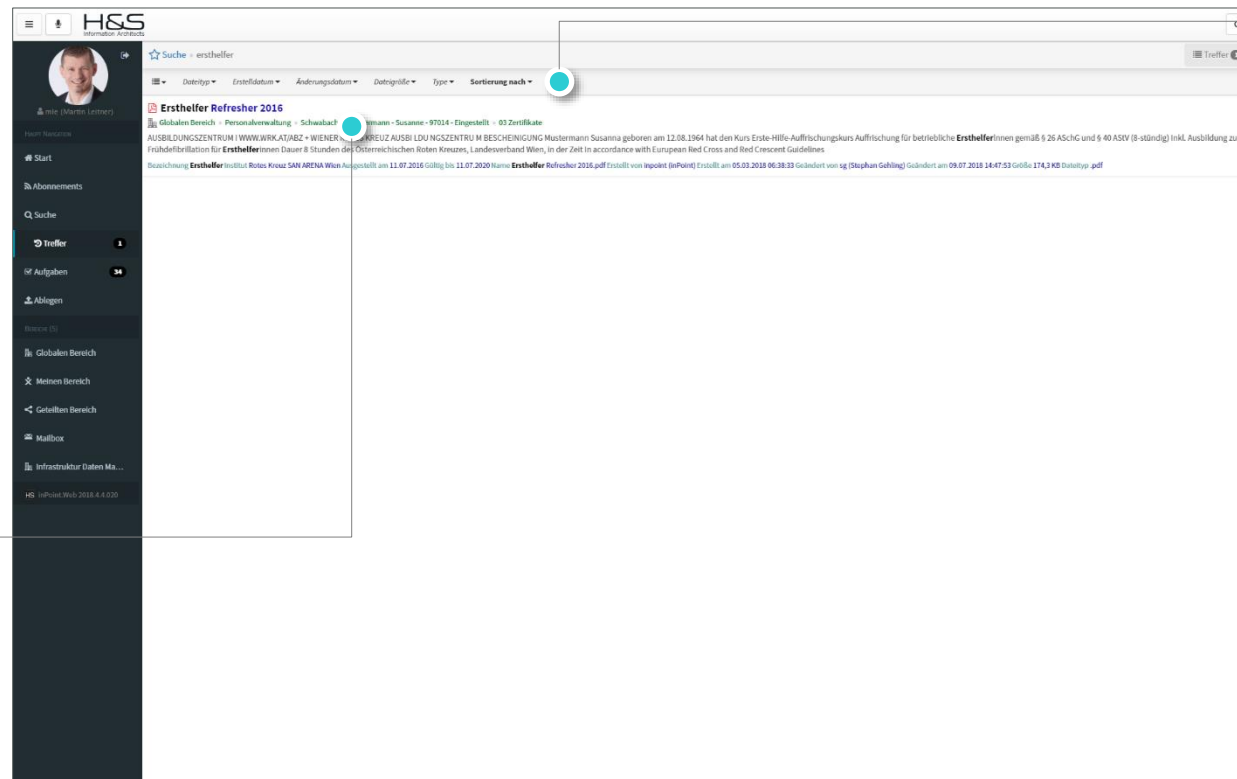 H&S
Information Architects
mle (Martin Leitner)
Start
Abonnements
Suche
Treffer 1
Aufgaben 34
Ablegen
Globalen Bereich
Meinen Bereich
Geteilten Bereich
Mailbox
Infrastruktur Daten Ma...
HS inPoint.Web 2018.4.4.020
Suche » ersthelfer
Treffer
Dateityp Erstelldatum Änderungsdatum Dateigröße Type Sortierung nach
Ersthelfer Refresher 2016
Globalen Bereich » Personalverwaltung » Schwabach - Susanne - 97014 - Eingestellt » 03 Zertifikate
AUSBILDUNGSZENTRUM I WWW.WRK.AT/ABZ + WIENER KREUZ AUSBI LDU NGSZENTRU M BESCHEINIGUNG Mustermann Susanna geboren am 12.08.1964 hat den Kurs Erste-Hilfe-Auffrischungskurs Auffrischung für betriebliche ErsthelferInnen gemäß § 26 AschG und § 40 AStV (8-stündig) Inkl. Ausbildung zu
Frühdefibrillation für ErsthelferInnen Dauer 8 Stunden des Österreichischen Roten Kreuzes, Landesverband Wien, in der Zeit in accordance with European Red Cross and Red Crescent Guidelines
Bezeichnung Ersthelfer Institut Rotes Kreuz SAN ARENA Wien Ausgestellt am 11.07.2016 Gültig bis 11.07.2020 Name Ersthelfer Refresher 2016.pdf Erstellt von inpoint (inPoint) Erstellt am 05.03.2018 06:38:33 Geändert von sg (Stephan Gehling) Geändert am 09.07.2018 14:47:53 Größe 174,3 KB Dateityp .pdf